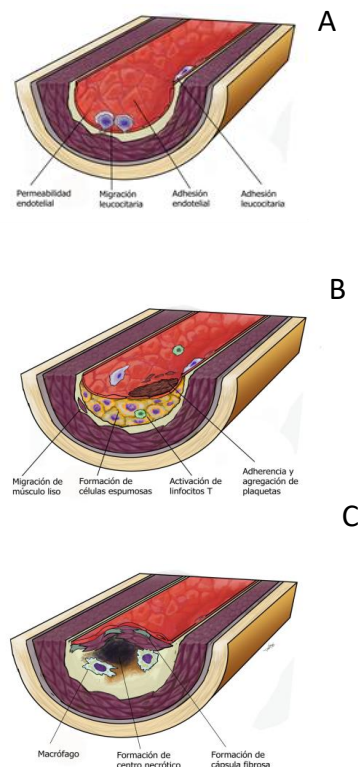 A
Permeabilidad
endotelial
Migración
leucocitaria
Adhesión
endotelial
Adhesión
leucocitaria
B
Migración de
músculo liso
Formación de
células espumosas
Activación de
linfocitos T
Adherencia y
agregación de
plaquetas
C
Macrófago
Formación de
centro necrótico
Formación de
cápsula fibrosa